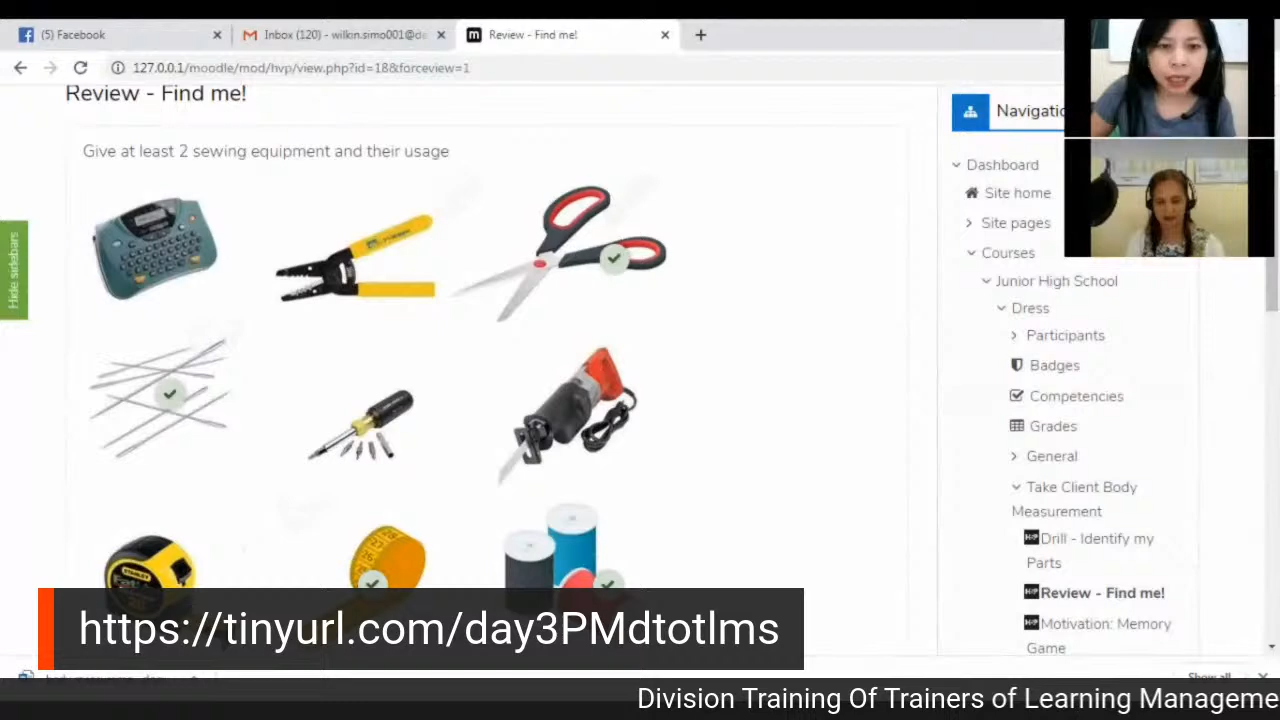 (5) Facebook
Inbox (120) - wilkin.simo001@de
Review - Find me!
127.0.0.1/moodle/mod/hvp/view.php?id=18&forceview=1
Review - Find me!
Give at least 2 sewing equipment and their usage
Hide sidebars
STANLEY
Navigatio
Dashboard
Site home
Site pages
Courses
Junior High School
Dress
Participants
Badges
Competencies
Grades
General
Take Client Body
Measurement
Drill - Identify my
Parts
Review - Find me!
Motivation: Memory
Game
https://tinyurl.com/day3PMdtotlms
Show all
Division Training Of Trainers of Learning Manageme